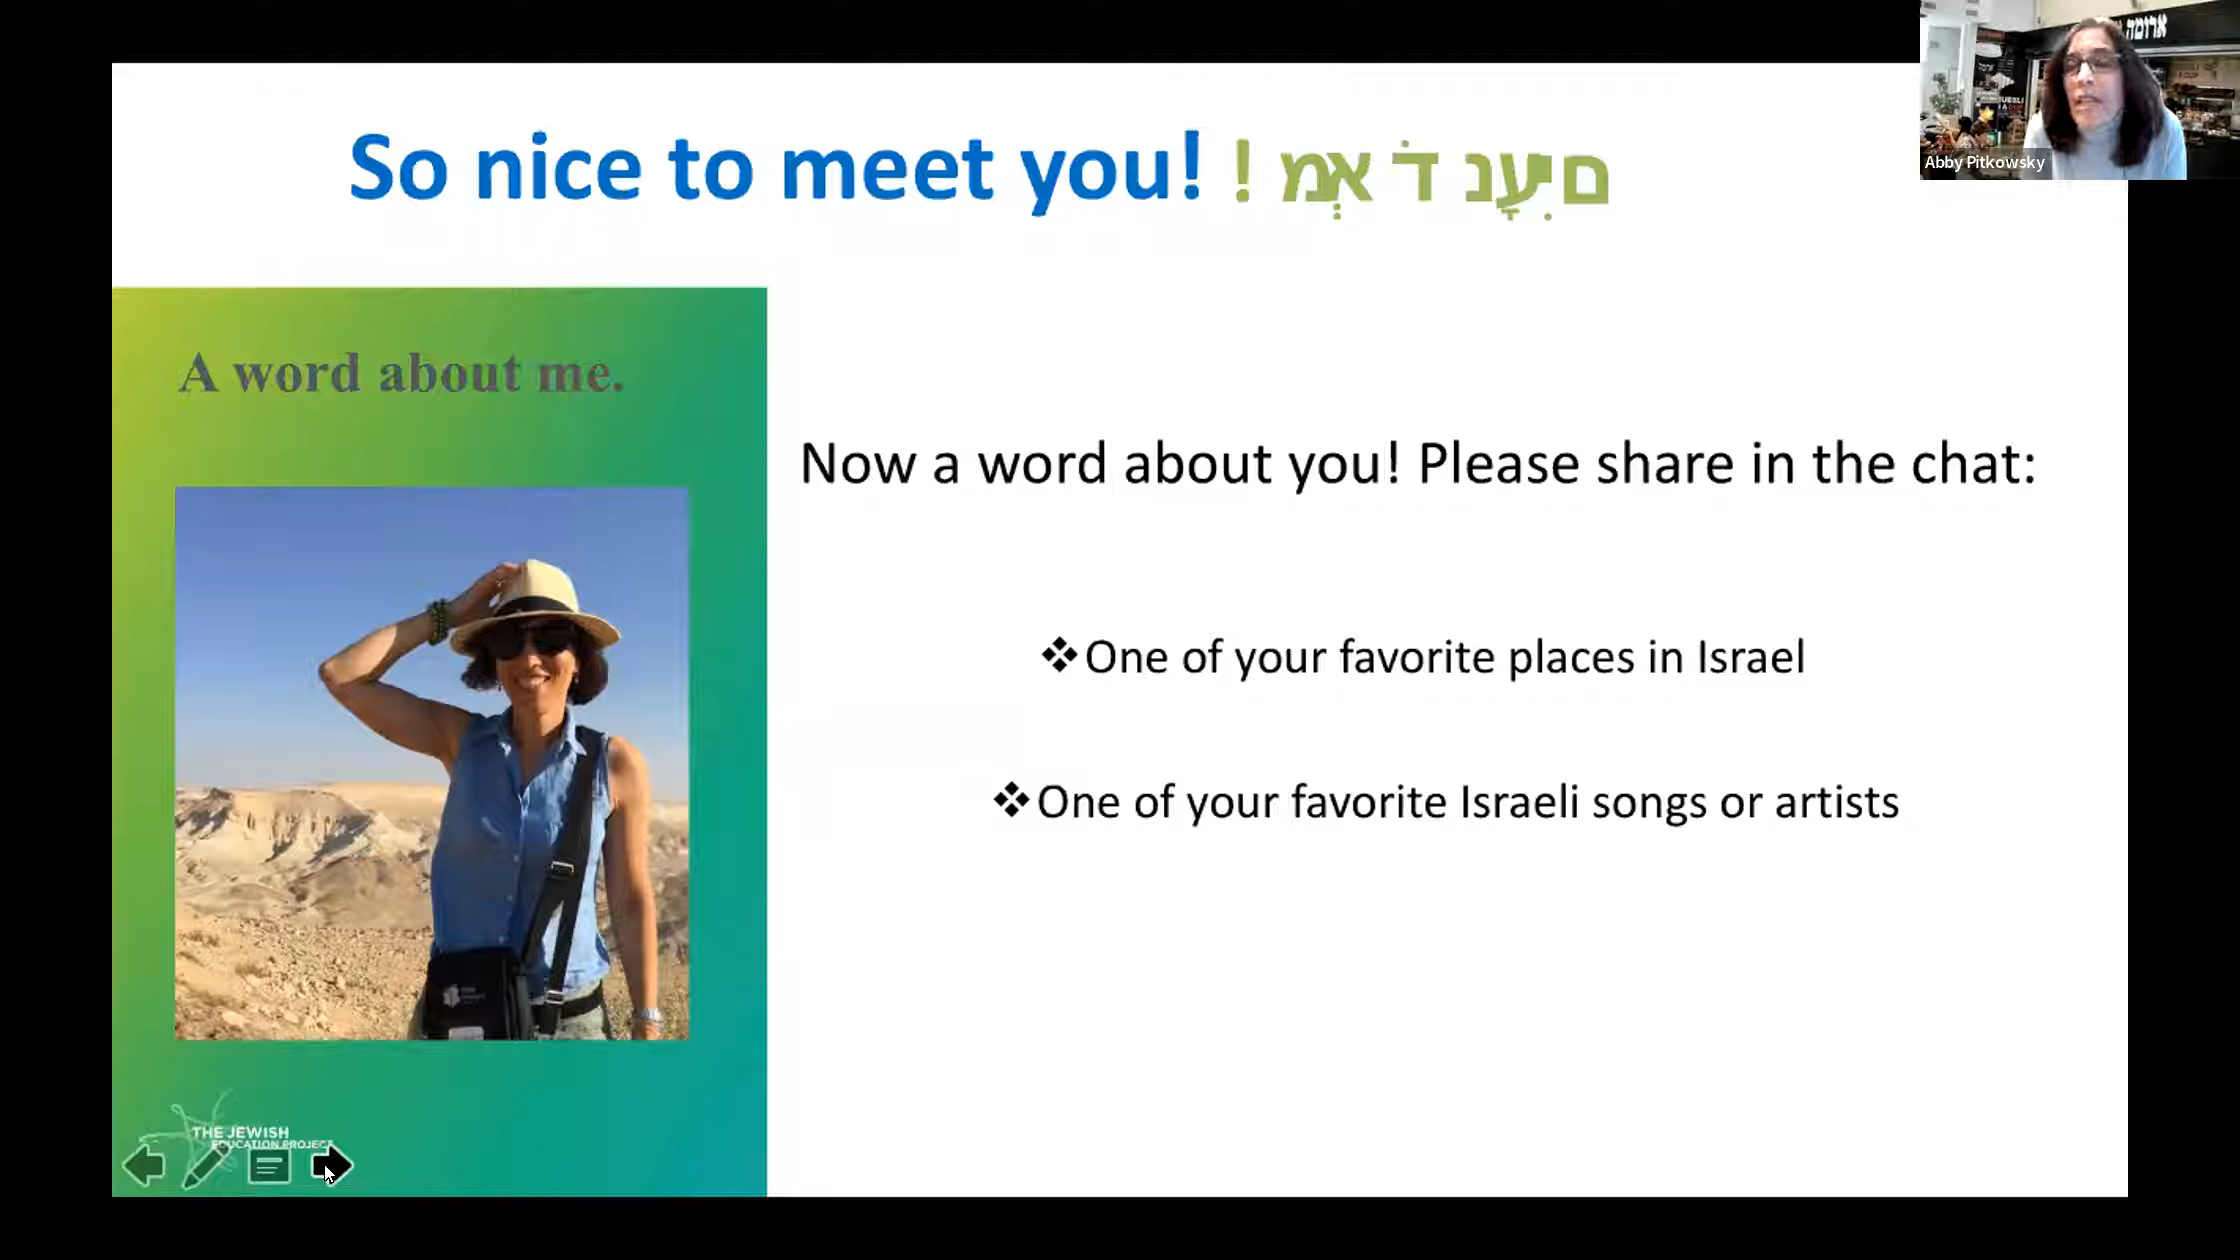 So nice to meet you! םיִעָנ דֹ אְמ !
ארומה
Abby Pitkowsky
A word about me.
Now a word about you! Please share in the chat:
❖One of your favorite places in Israel
❖One of your favorite Israeli songs or artists
THE JEWISH
EDUCATION PROJECT